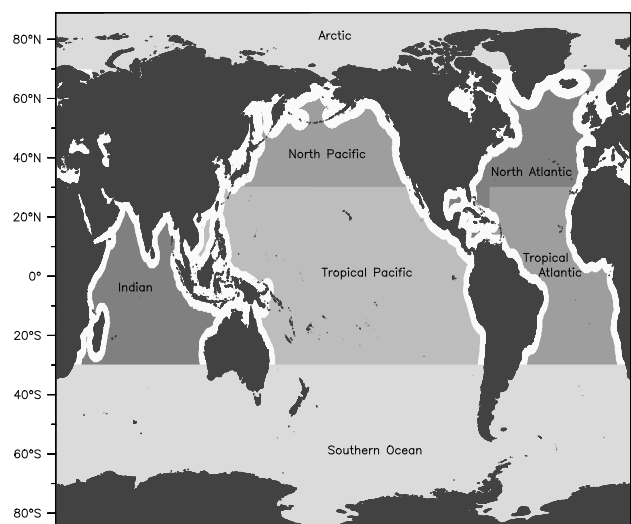 80°N
Arctic
60°N
40°N
North Pacific
North Atlantic
20°N
Tropical
Atlantic
0°
Tropical Pacific
Indian
20°S
40°S
Southern Ocean
60°S
80°S